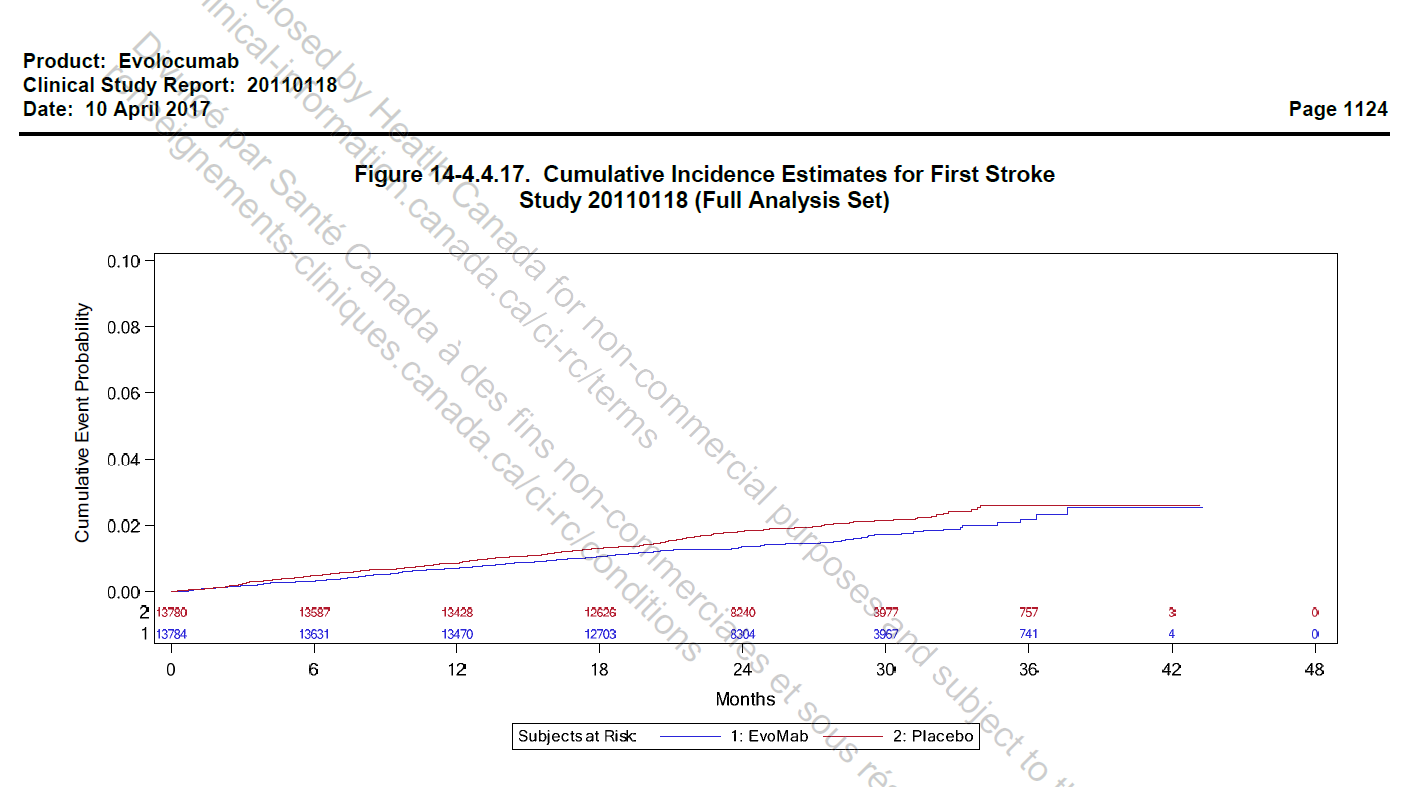 Product: Evolocumab
Clinical Study Report: 20110118
Date: 10 April 2017
Page 1124
Figure 14-4.4.17. Cumulative Incidence Estimates for First Stroke
Study 20110118 (Full Analysis Set)
Cumulative Event Probability
0.10
0.08
0.06
0.04
0.02
0.00
2 13780 13587 13428 12626 8240 3977 757 3 0
1 13784 13631 13470 12703 8304 3967 741 4 0
0 6 12 18 24 30 36 42 48
Months
Subjects at Risk: 1: EvoMab 2: Placebo
closed by Heatlh Canada for non-commercial purposes and subject to
clinical-information.canada.ca/ci-rc/terms
Divulgé par Santé Canada à des fins non-commerciales et sous
renseignements-cliniques.canada.ca/ci-rc/conditions